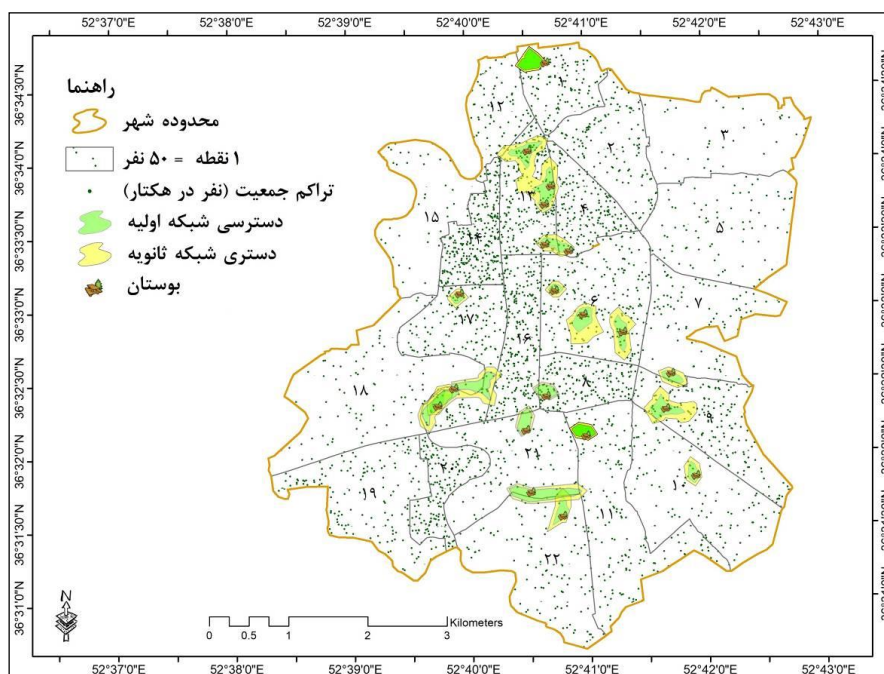 52°37'0"E 52°38'0"E 52°39'0"E 52°40'0"E 52°41'0"E 52°42'0"E 52°43'0"E
36°34'30"N
36°34'0"N
36°33'30"N
36°33'0"N
36°32'30"N
36°32'0"N
36°31'30"N
36°31'0"N
راهنما
محدوده شهر
۱ نقطه = ۵۰ نفر
تراکم جمعیت (نفر در هکتار)
دسترسی شبکه اولیه
دستری شبکه ثانویه
بوستان
۱
۱۲
۲
۳
۱۳
۴
۱۵
۵
۱۴
۶
۷
۱۷
۱۶
۸
۱۸
۹
۲۱
۲۰
۱۹
۱۰
۱۱
۲۲
N
0 0.5 1 2 3 Kilometers
52°37'0"E 52°38'0"E 52°39'0"E 52°40'0"E 52°41'0"E 52°42'0"E 52°43'0"E